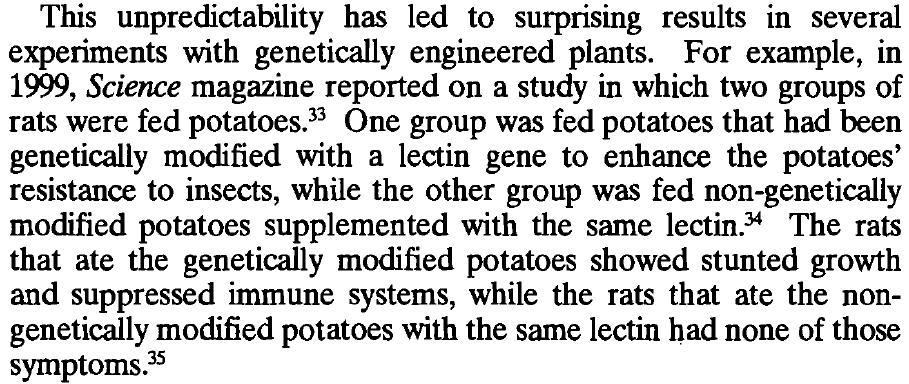 This unpredictability has led to surprising results in several
experiments with genetically engineered plants. For example, in
1999, Science magazine reported on a study in which two groups of
rats were fed potatoes.³³ One group was fed potatoes that had been
genetically modified with a lectin gene to enhance the potatoes’
resistance to insects, while the other group was fed non-genetically
modified potatoes supplemented with the same lectin.³⁴ The rats
that ate the genetically modified potatoes showed stunted growth
and suppressed immune systems, while the rats that ate the non-
genetically modified potatoes with the same lectin had none of those
symptoms.³⁵